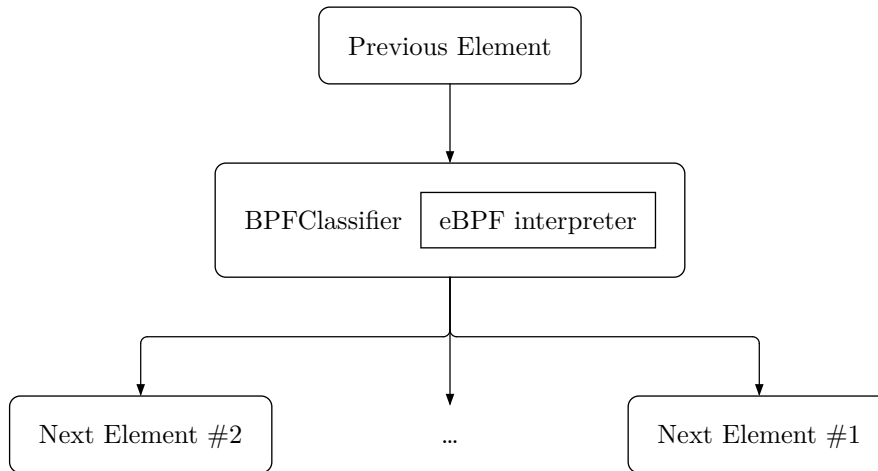 Previous Element
BPFClassifier eBPF interpreter
Next Element #2 … Next Element #1